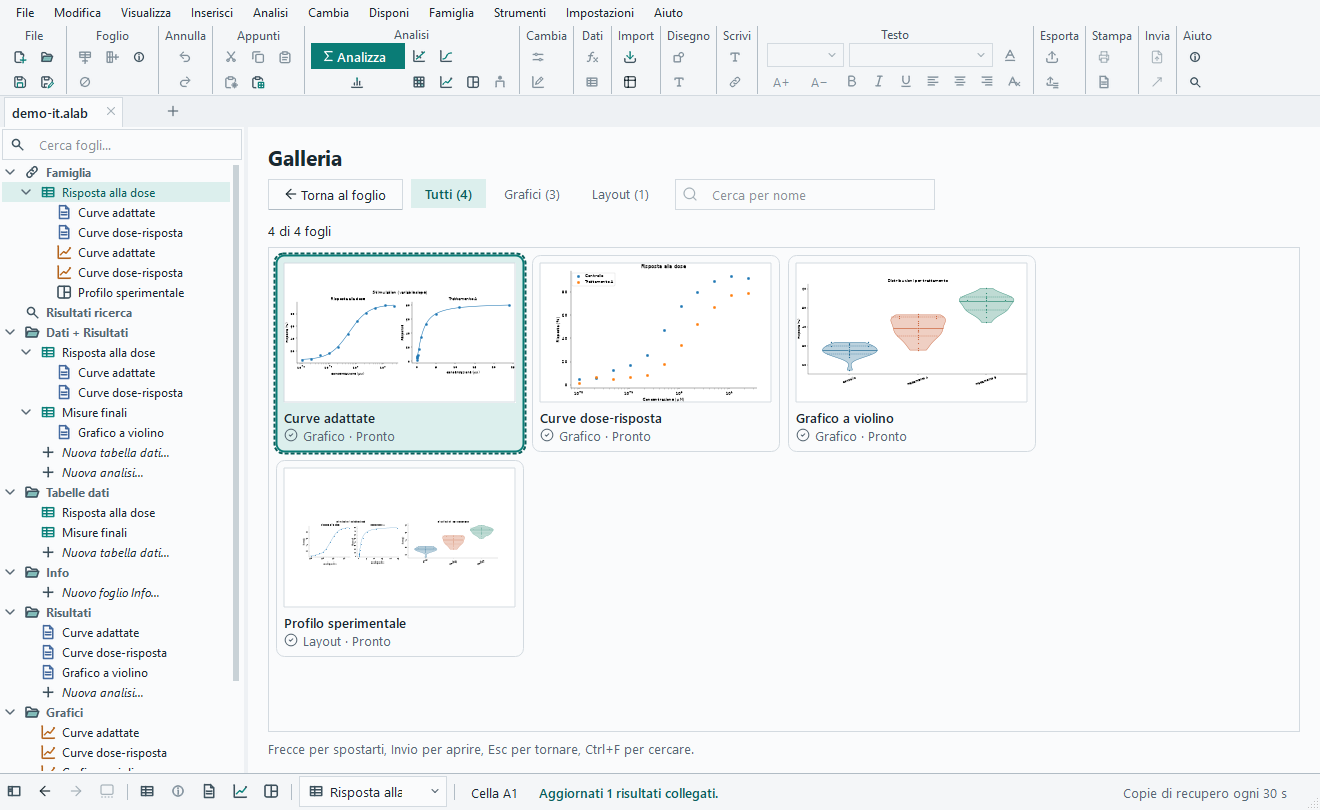 File Modifica Visualizza Inserisci Analisi Cambia Disponi Famiglia Strumenti Impostazioni Aiuto
File Foglio Annulla Appunti Analisi Cambia Dati Import Disegno Scrivi Testo Esporta Stampa Invia Aiuto
Σ Analizza
A+ A− B I U
demo-it.alab
Cerca fogli...
Famiglia
Risposta alla dose
Curve adattate
Curve dose-risposta
Curve adattate
Curve dose-risposta
Profilo sperimentale
Risultati ricerca
Dati + Risultati
Risposta alla dose
Curve adattate
Curve dose-risposta
Misure finali
Grafico a violino
Nuova tabella dati...
Nuova analisi...
Tabelle dati
Risposta alla dose
Misure finali
Nuova tabella dati...
Info
Nuovo foglio Info...
Risultati
Curve adattate
Curve dose-risposta
Grafico a violino
Nuova analisi...
Grafici
Curve adattate
Curve dose-risposta
Galleria
Torna al foglio Tutti (4) Grafici (3) Layout (1) Cerca per nome
4 di 4 fogli
Risposta alla dose
Trattamento A
Risposta alla dose
Controllo
Trattamento A
Distribuzioni per trattamento
Curve adattate
Grafico · Pronto
Curve dose-risposta
Grafico · Pronto
Grafico a violino
Grafico · Pronto
Profilo sperimentale
Layout · Pronto
Frecce per spostarti, Invio per aprire, Esc per tornare, Ctrl+F per cercare.
Risposta alla Cella A1 Aggiornati 1 risultati collegati. Copie di recupero ogni 30 s